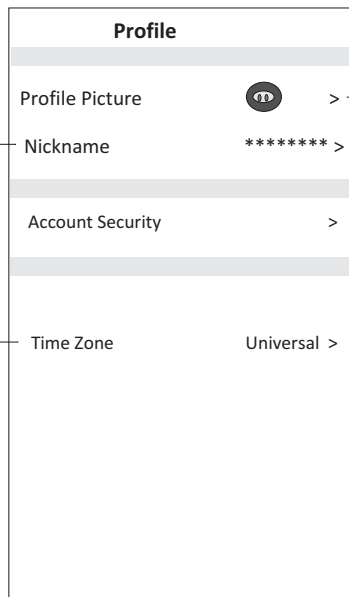 Profile
Profile Picture >
Nickname ******** >
Account Security >
Time Zone Universal >